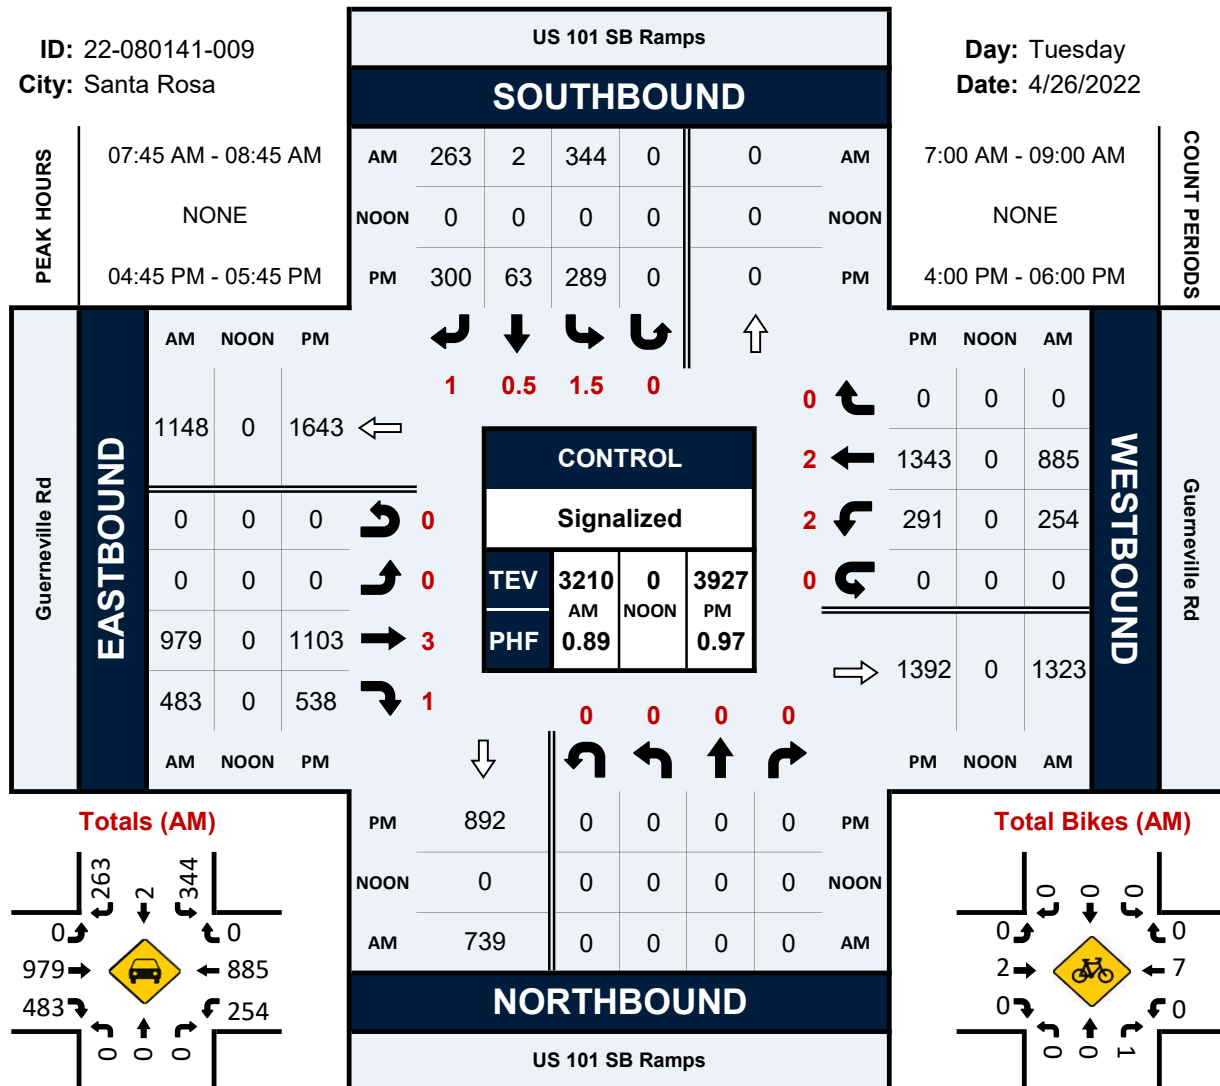 US 101 SB Ramps
ID: 22-080141-009
City: Santa Rosa
Day: Tuesday
Date: 4/26/2022
SOUTHBOUND
PEAK HOURS
07:45 AM - 08:45 AM
NONE
04:45 PM - 05:45 PM
AM 263 2 344 0 0 AM
NOON 0 0 0 0 0 NOON
PM 300 63 289 0 0 PM
7:00 AM - 09:00 AM
NONE
4:00 PM - 06:00 PM
COUNT PERIODS
1 0.5 1.5 0
Guerneville Rd
EASTBOUND
AM NOON PM
1148 0 1643
0 0 0 0
0 0 0 0
979 0 1103 3
483 0 538 1
AM NOON PM
CONTROL
Signalized
TEV 3210 0 3927
AM NOON PM
PHF 0.89 0.97
PM NOON AM
0 0 0 0
2 1343 0 885
2 291 0 254
0 0 0 0
1392 0 1323
PM NOON AM
WESTBOUND
Guerneville Rd
0 0 0 0
PM 892 0 0 0 0 PM
NOON 0 0 0 0 0 NOON
AM 739 0 0 0 0 AM
NORTHBOUND
US 101 SB Ramps
Totals (AM)
263 2 344
0 0
979 885
483 254
0 0 0
Total Bikes (AM)
0 0 0
0 0
2 7
0 0
0 0 1